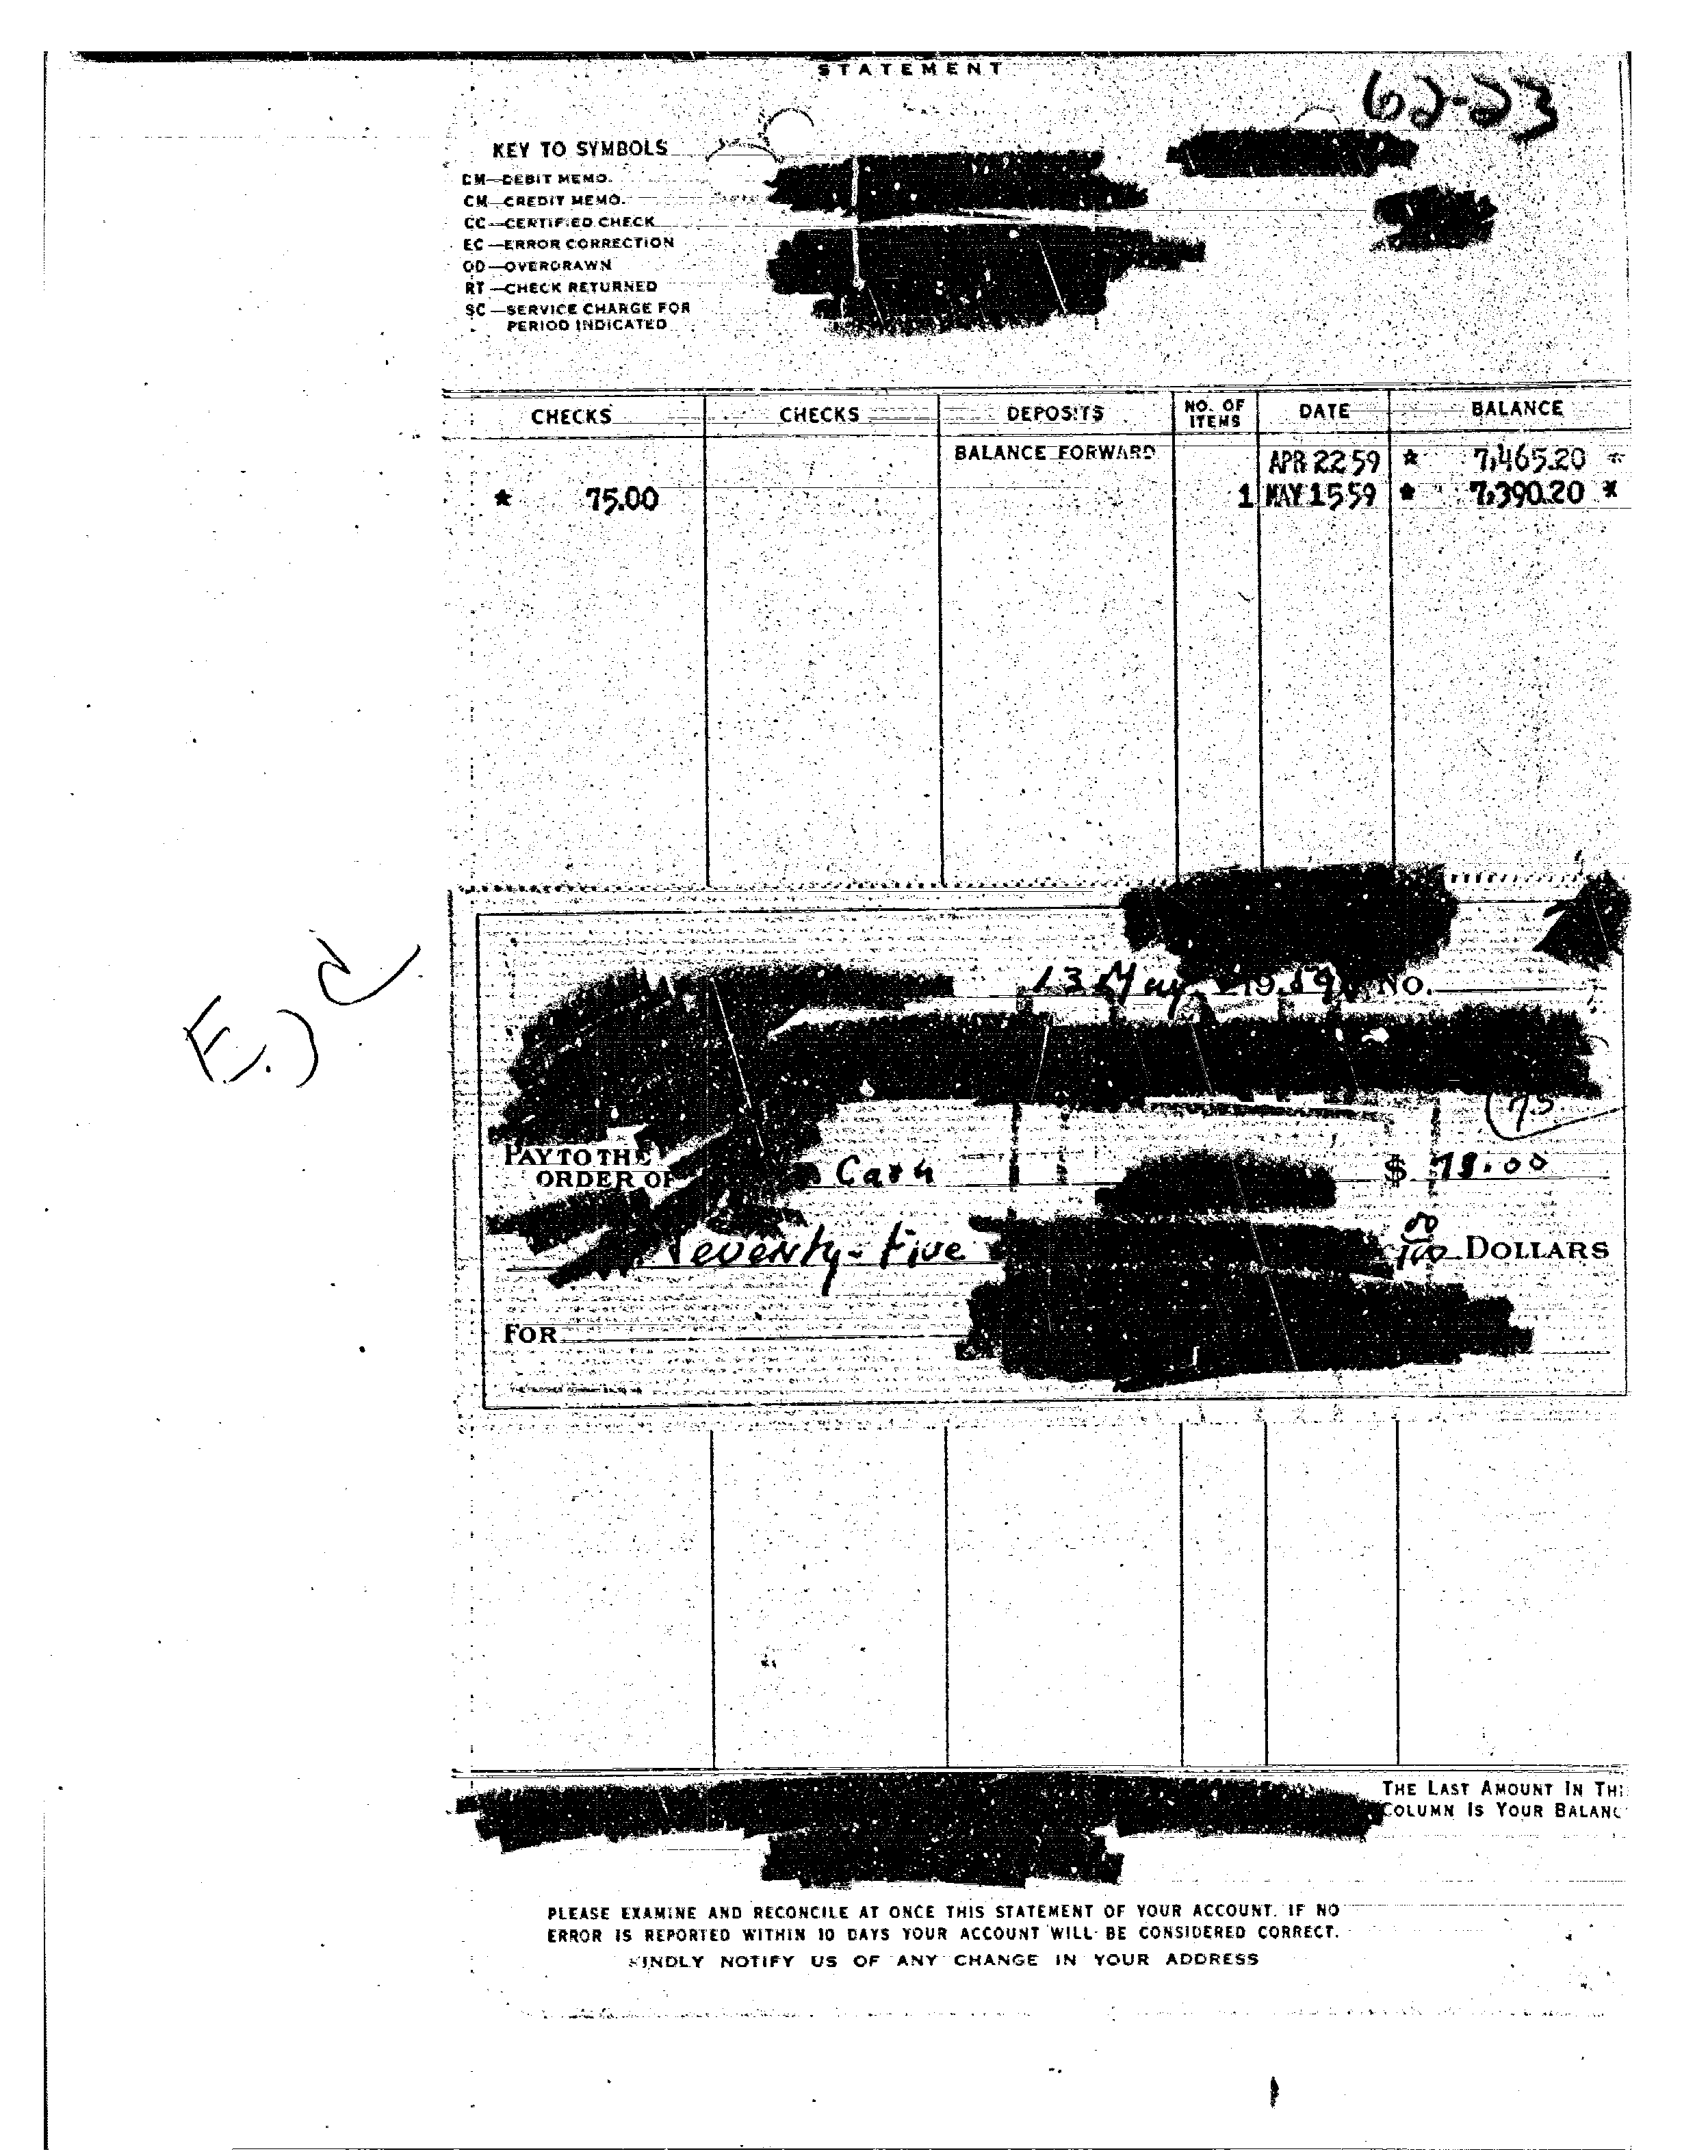 STATEMENT
62-23
KEY TO SYMBOLS
DM—DEBIT MEMO.
CM—CREDIT MEMO.
CC—CERTIFIED CHECK
EC—ERROR CORRECTION
OD—OVERDRAWN
RT—CHECK RETURNED
SC—SERVICE CHARGE FOR
PERIOD INDICATED
CHECKS CHECKS DEPOSITS NO. OF ITEMS DATE BALANCE
BALANCE FORWARD APR 22 59 * 7,465.20 *
* 75.00 1 MAY 15 59 * 7,390.20 *
13 May 1959 NO.
75
PAY TO THE
ORDER OF Cash $ 75.00
Seventy-five 00/100 DOLLARS
FOR
THE LAST AMOUNT IN THI
COLUMN IS YOUR BALANC
PLEASE EXAMINE AND RECONCILE AT ONCE THIS STATEMENT OF YOUR ACCOUNT. IF NO
ERROR IS REPORTED WITHIN 10 DAYS YOUR ACCOUNT WILL BE CONSIDERED CORRECT.
KINDLY NOTIFY US OF ANY CHANGE IN YOUR ADDRESS